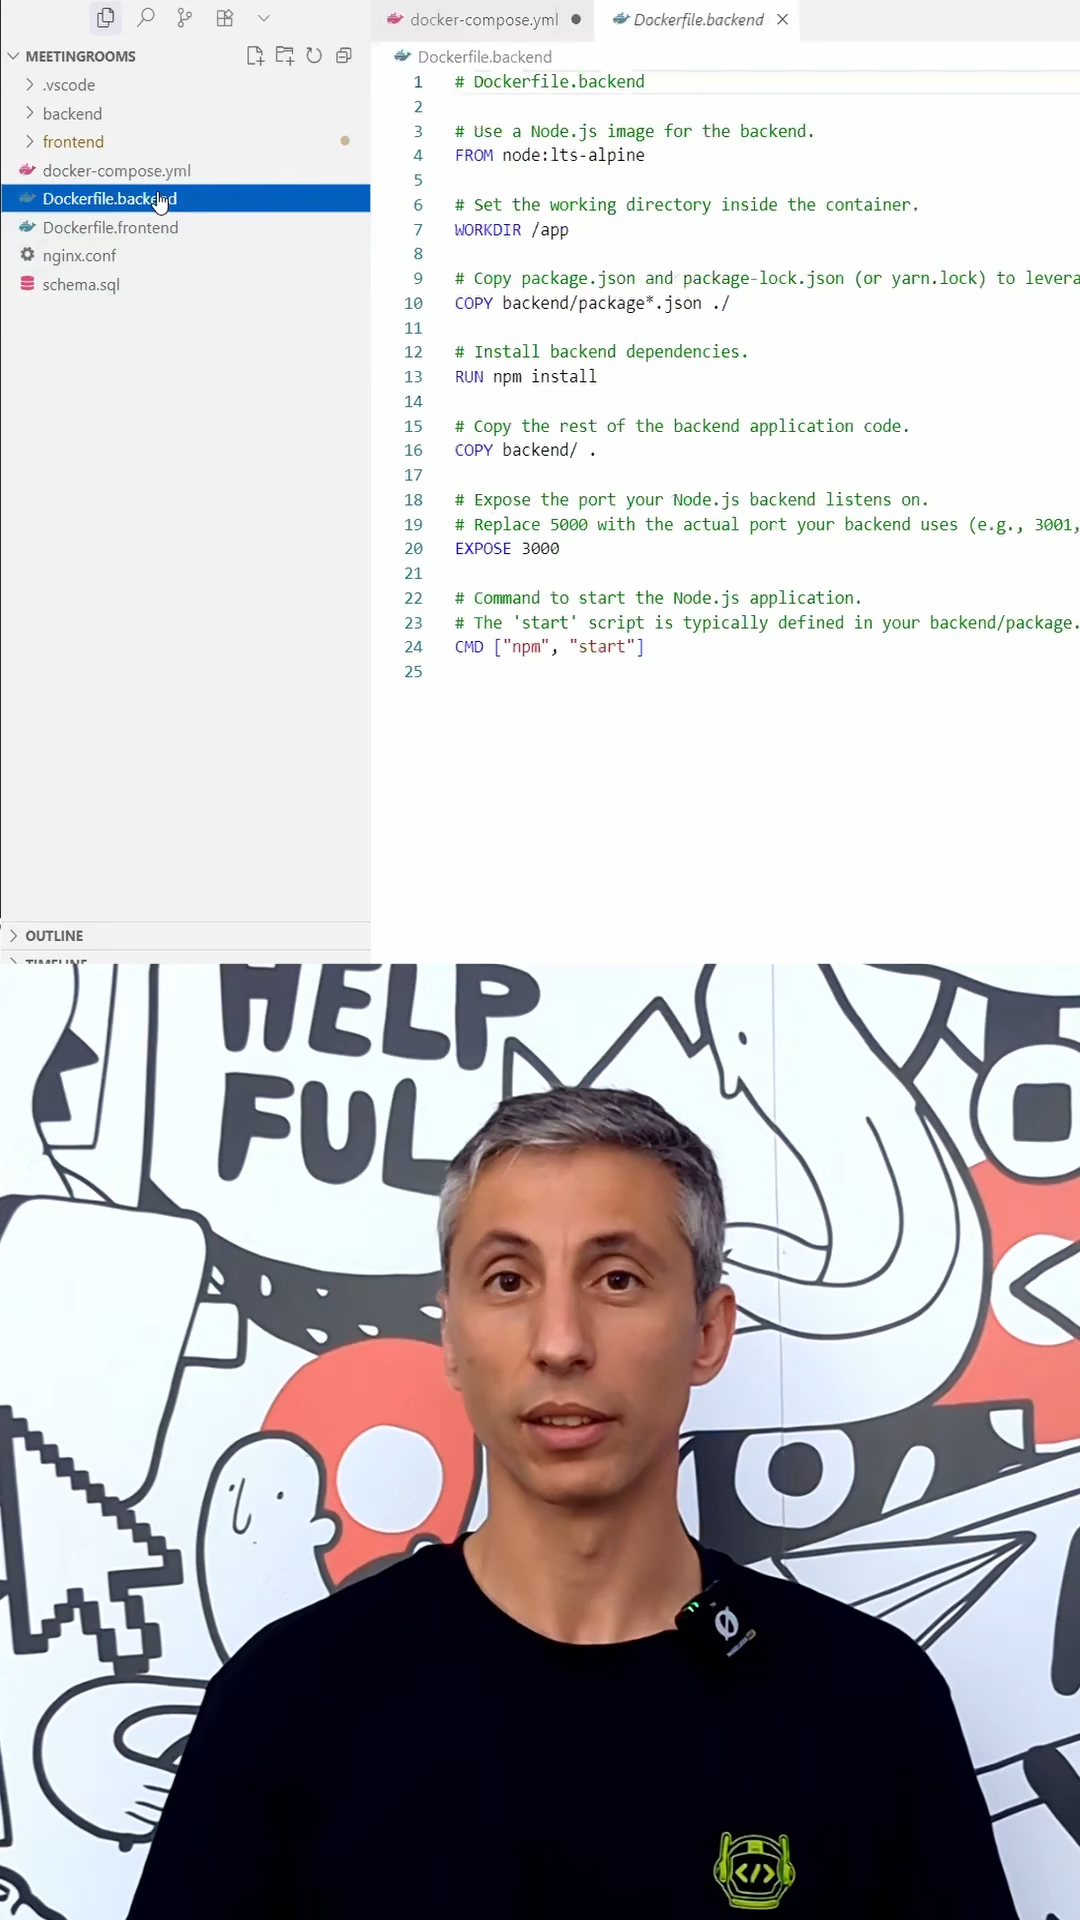 docker-compose.yml
Dockerfile.backend
MEETINGROOMS
Dockerfile.backend
.vscode
backend
frontend
docker-compose.yml
Dockerfile.backend
Dockerfile.frontend
nginx.conf
schema.sql
1 # Dockerfile.backend
2
3 # Use a Node.js image for the backend.
4 FROM node:lts-alpine
5
6 # Set the working directory inside the container.
7 WORKDIR /app
8
9 # Copy package.json and package-lock.json (or yarn.lock) to levera
10 COPY backend/package*.json ./
11
12 # Install backend dependencies.
13 RUN npm install
14
15 # Copy the rest of the backend application code.
16 COPY backend/ .
17
18 # Expose the port your Node.js backend listens on.
19 # Replace 5000 with the actual port your backend uses (e.g., 3001,
20 EXPOSE 3000
21
22 # Command to start the Node.js application.
23 # The 'start' script is typically defined in your backend/package.
24 CMD ["npm", "start"]
25
OUTLINE
TIMELINE
HELP
FUL
</>